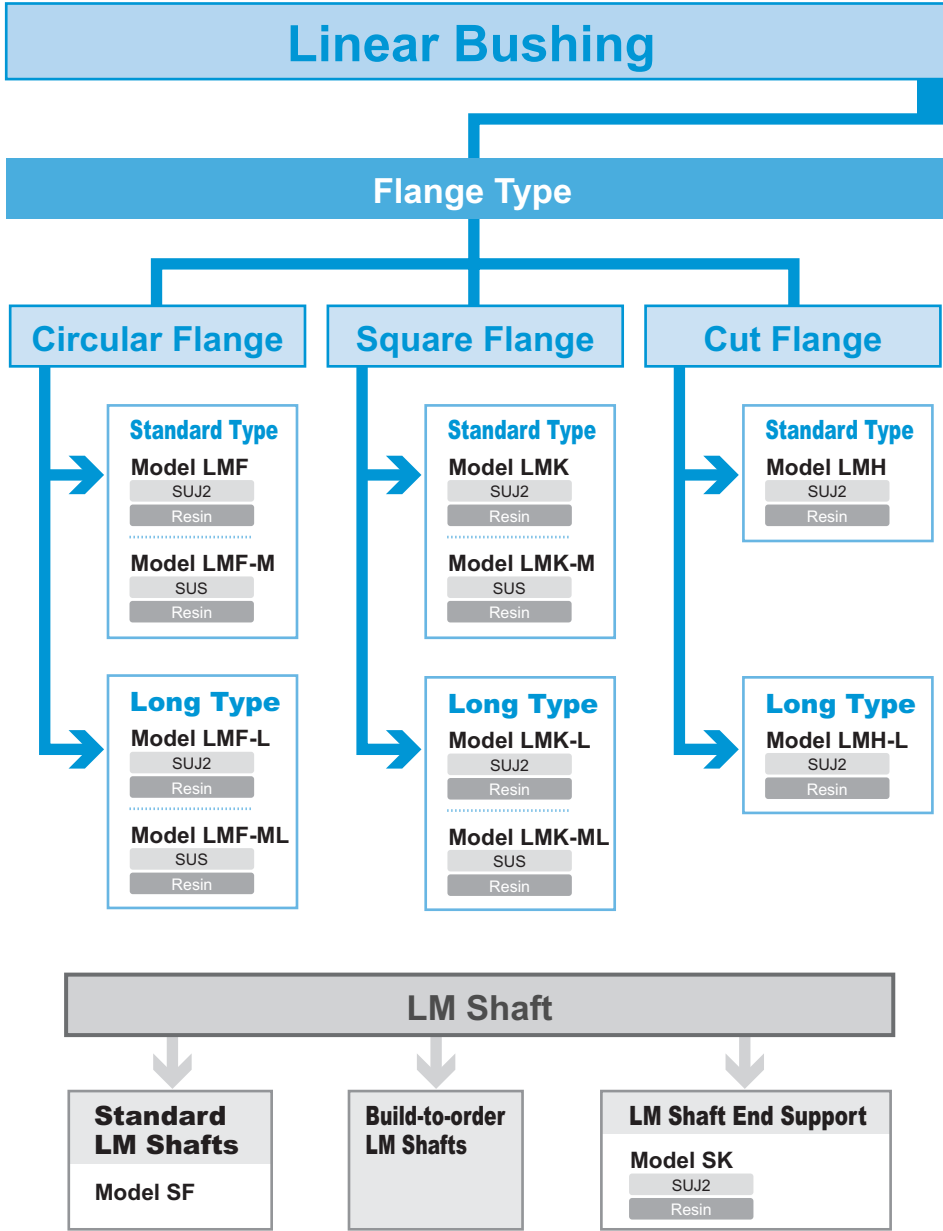 Linear Bushing
Flange Type
Circular Flange
Standard Type
Model LMF
SUJ2
Resin
Model LMF-M
SUS
Resin
Long Type
Model LMF-L
SUJ2
Resin
Model LMF-ML
SUS
Resin
Square Flange
Standard Type
Model LMK
SUJ2
Resin
Model LMK-M
SUS
Resin
Long Type
Model LMK-L
SUJ2
Resin
Model LMK-ML
SUS
Resin
Cut Flange
Standard Type
Model LMH
SUJ2
Resin
Long Type
Model LMH-L
SUJ2
Resin
LM Shaft
Standard
LM Shafts
Model SF
Build-to-order
LM Shafts
LM Shaft End Support
Model SK
SUJ2
Resin